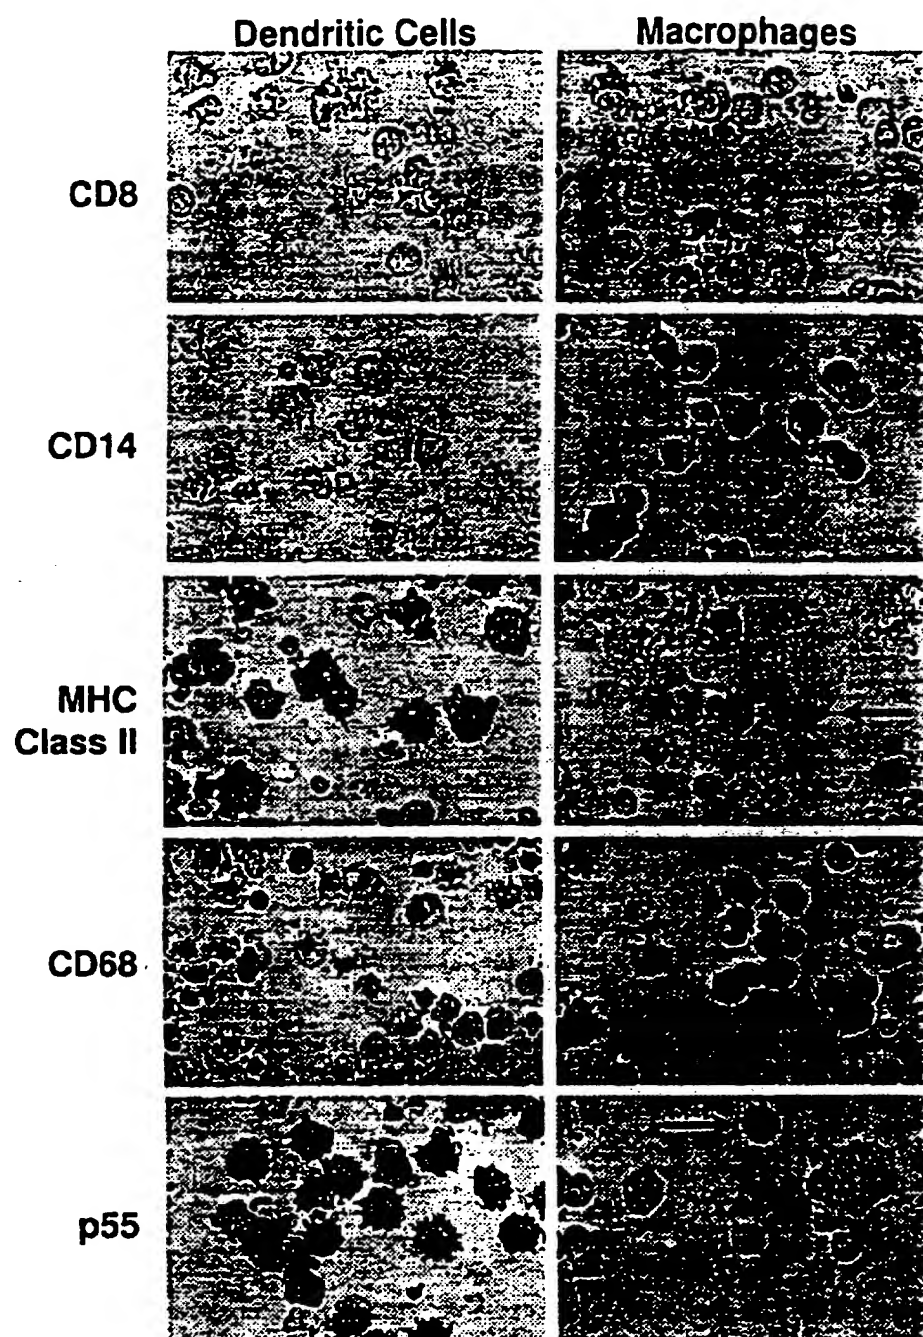 Dendritic Cells
Macrophages
CD8
CD14
MHC
Class II
CD68
p55